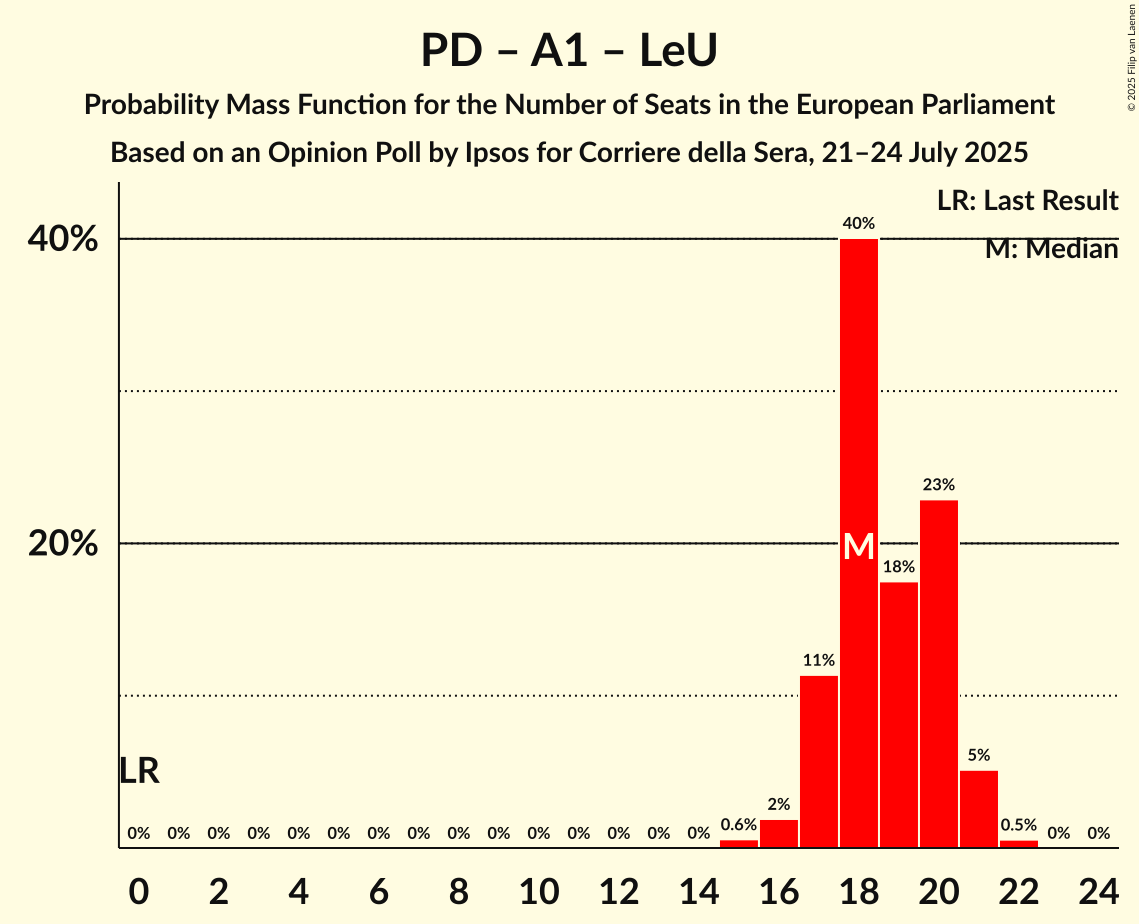 PD – A1 – LeU
Probability Mass Function for the Number of Seats in the European Parliament
Based on an Opinion Poll by Ipsos for Corriere della Sera, 21–24 July 2025
© 2025 Filip van Laenen
LR: Last Result
M: Median
40%
20%
40%
23%
M
18%
11%
5%
LR
2%
0% 0% 0% 0% 0% 0% 0% 0% 0% 0% 0% 0% 0% 0% 0% 0.6% 0.5% 0% 0%
0 2 4 6 8 10 12 14 16 18 20 22 24